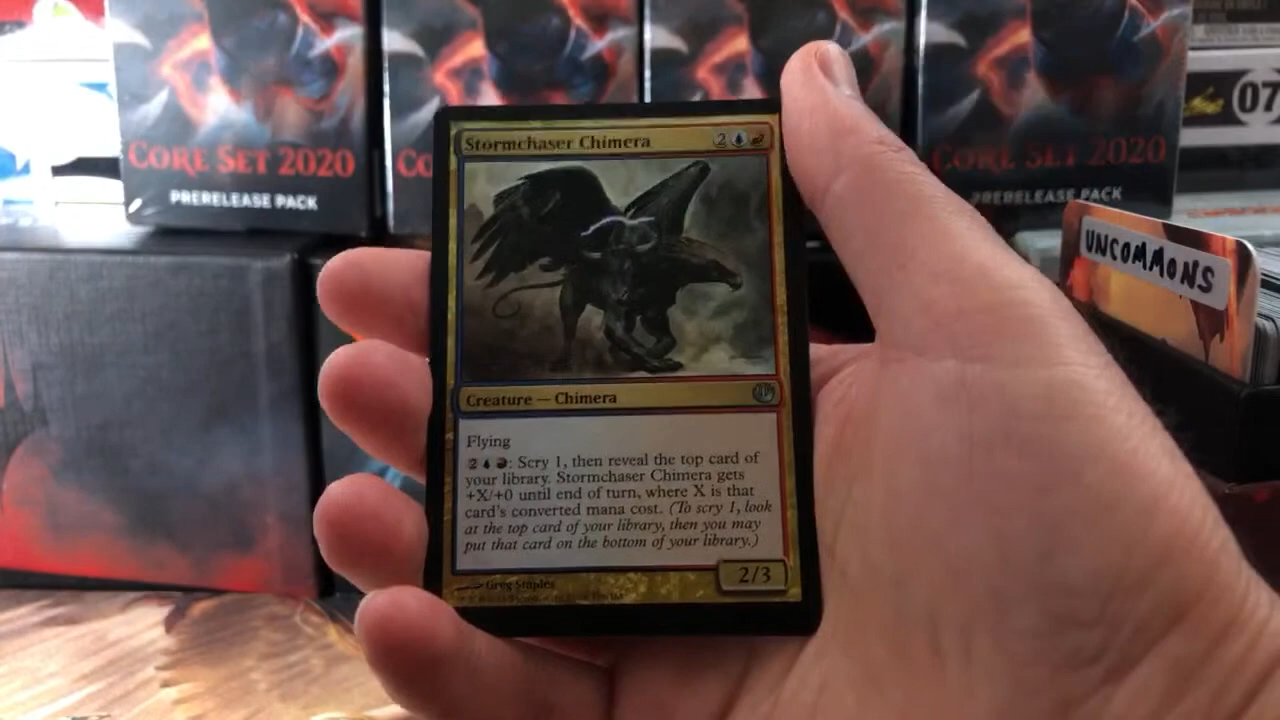 CORE SET 2020
PRERELEASE PACK
CO
CORE SET 2020
PRERELEASE PACK
07
UNCOMMONS
Stormchaser Chimera 2
Creature — Chimera
Flying
2 : Scry 1, then reveal the top card of
your library. Stormchaser Chimera gets
+X/+0 until end of turn, where X is that
card's converted mana cost. (To scry 1, look
at the top card of your library, then you may
put that card on the bottom of your library.)
2/3
Greg Staples